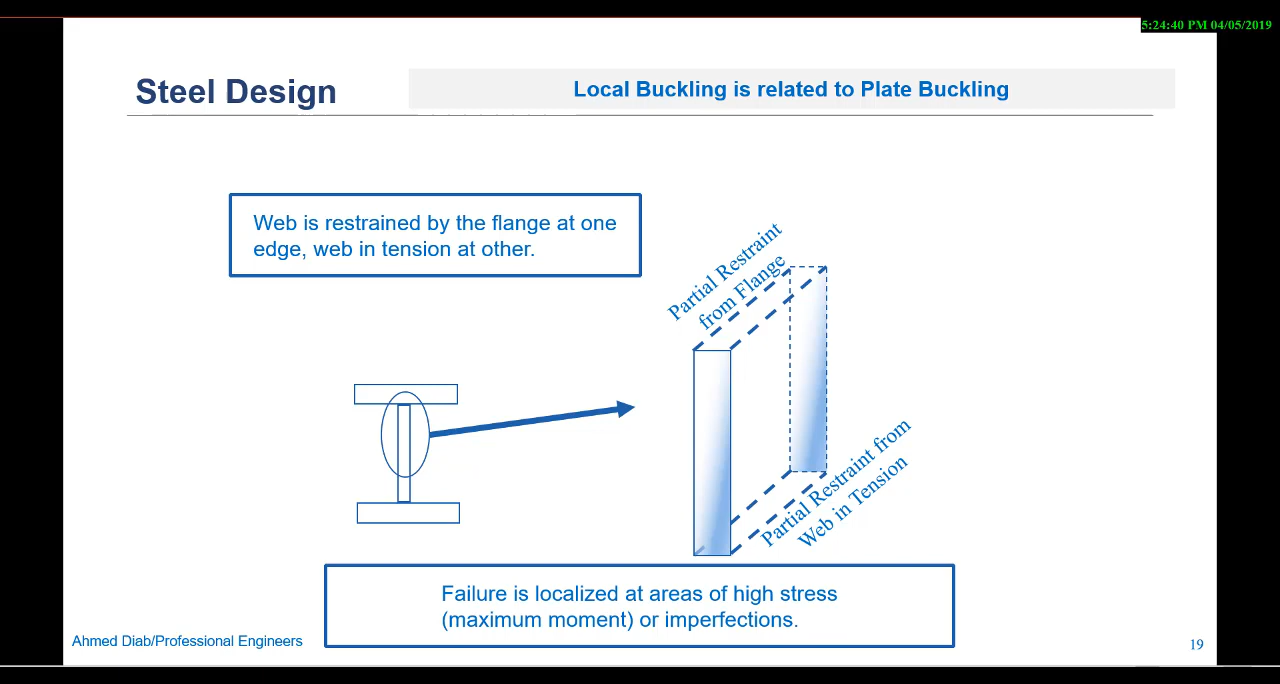 5:24:40 PM 04/05/2019
Steel Design
Local Buckling is related to Plate Buckling
Web is restrained by the flange at one
edge, web in tension at other.
Partial Restraint
from Flange
Partial Restraint from
Web in Tension
Failure is localized at areas of high stress
(maximum moment) or imperfections.
Ahmed Diab/Professional Engineers
19